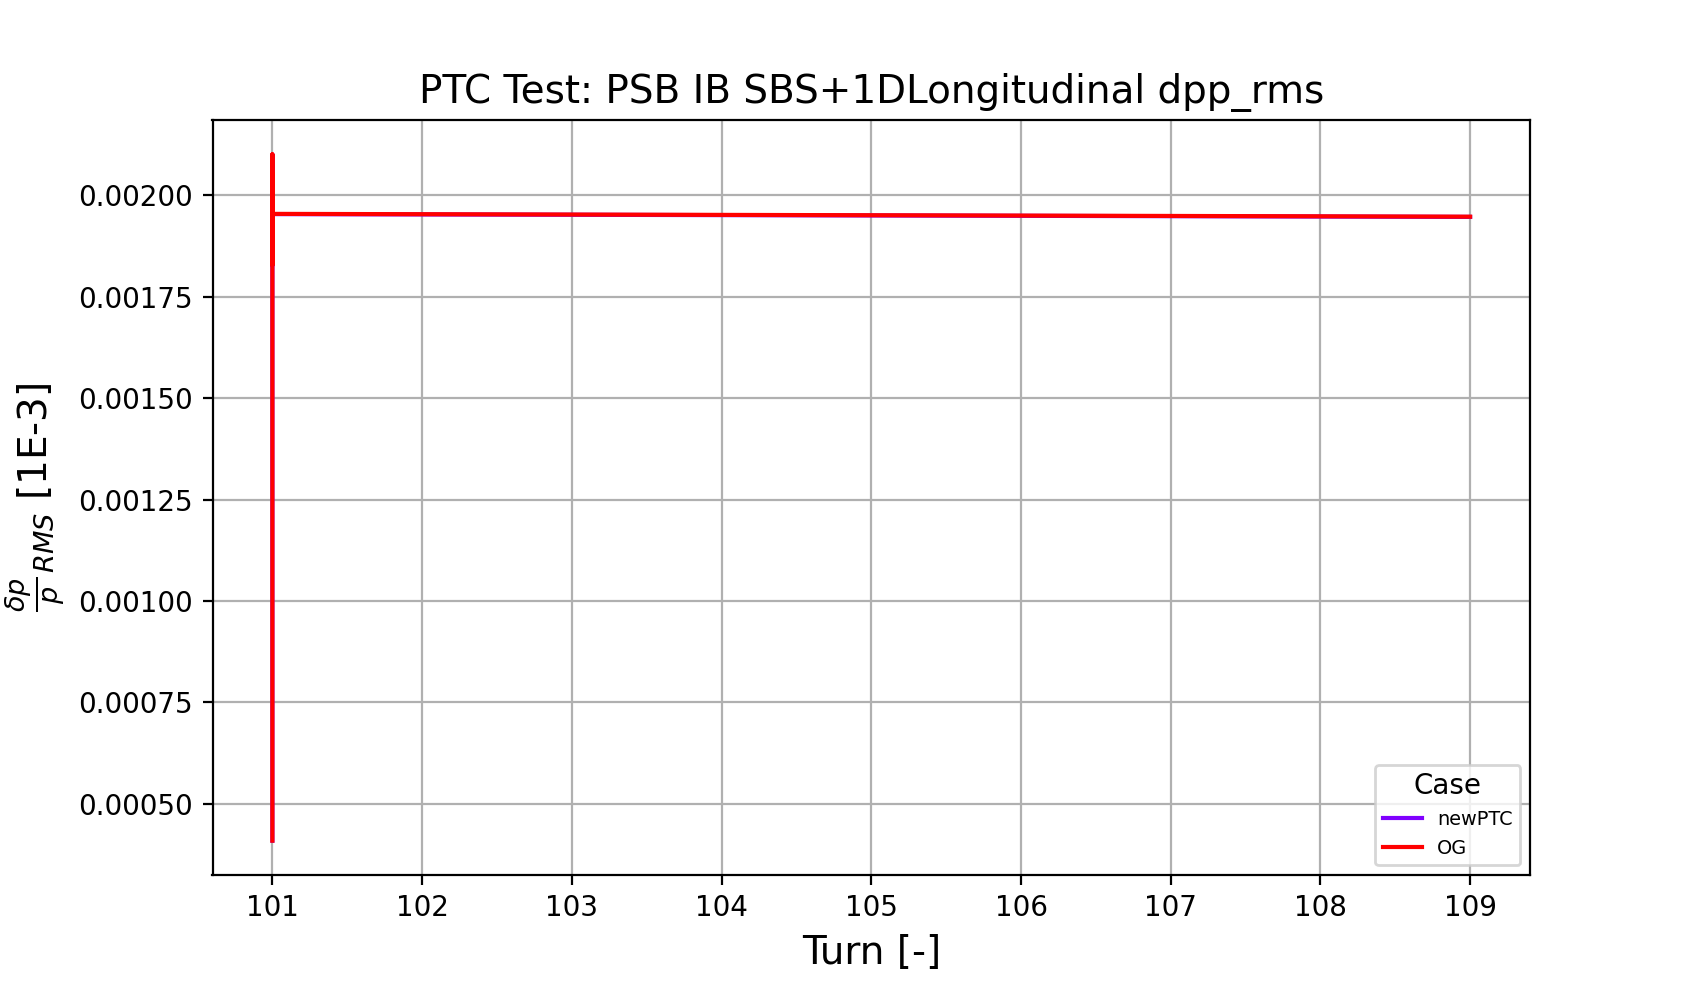 PTC Test: PSB IB SBS+1DLongitudinal dpp_rms
δp/p RMS [1E-3]
0.00200
0.00175
0.00150
0.00125
0.00100
0.00075
0.00050
Case
newPTC
OG
101 102 103 104 105 106 107 108 109
Turn [-]